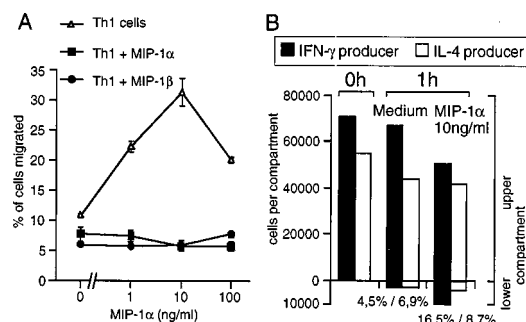 A
Th1 cells
Th1 + MIP-1α
Th1 + MIP-1β
% of cells migrated
35
30
25
20
15
10
5
0
0 1 10 100
MIP-1α (ng/ml)
B
IFN-γ producer IL-4 producer
0h 1h
Medium MIP-1α
10ng/ml
cells per compartment
80000
60000
40000
20000
0
10000
4,5% / 6,9%
16,5% / 8,7%
lower upper
compartment